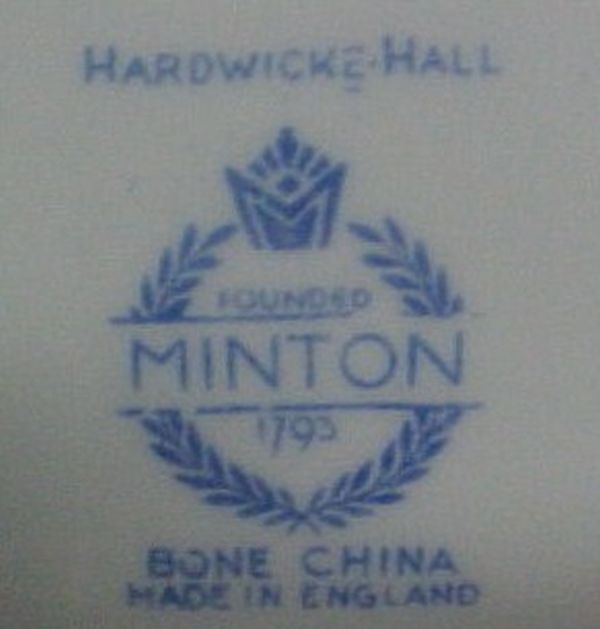 HARDWICKE-HALL
FOUNDED
MINTON
1793
BONE CHINA
MADE IN ENGLAND